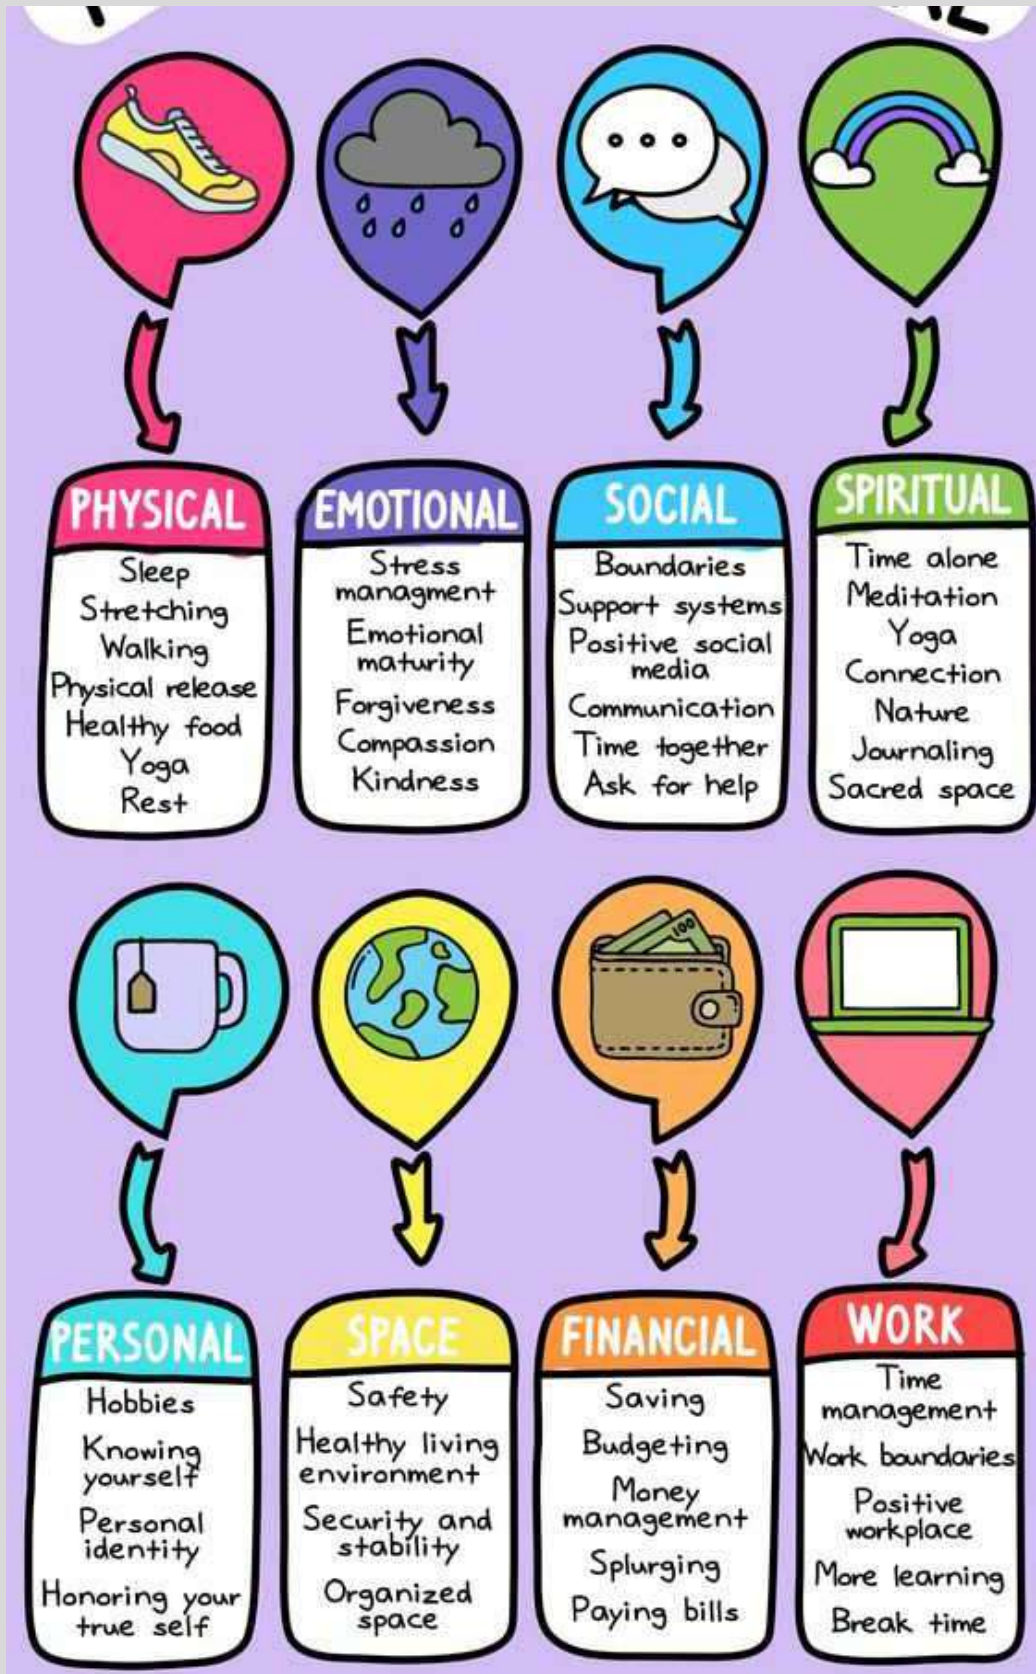 PHYSICAL
Sleep
Stretching
Walking
Physical release
Healthy food
Yoga
Rest
EMOTIONAL
Stress
managment
Emotional
maturity
Forgiveness
Compassion
Kindness
SOCIAL
Boundaries
Support systems
Positive social
media
Communication
Time together
Ask for help
SPIRITUAL
Time alone
Meditation
Yoga
Connection
Nature
Journaling
Sacred space
100
PERSONAL
Hobbies
Knowing
yourself
Personal
identity
Honoring your
true self
SPACE
Safety
Healthy living
environment
Security and
stability
Organized
space
FINANCIAL
Saving
Budgeting
Money
management
Splurging
Paying bills
WORK
Time
management
Work boundaries
Positive
workplace
More learning
Break time